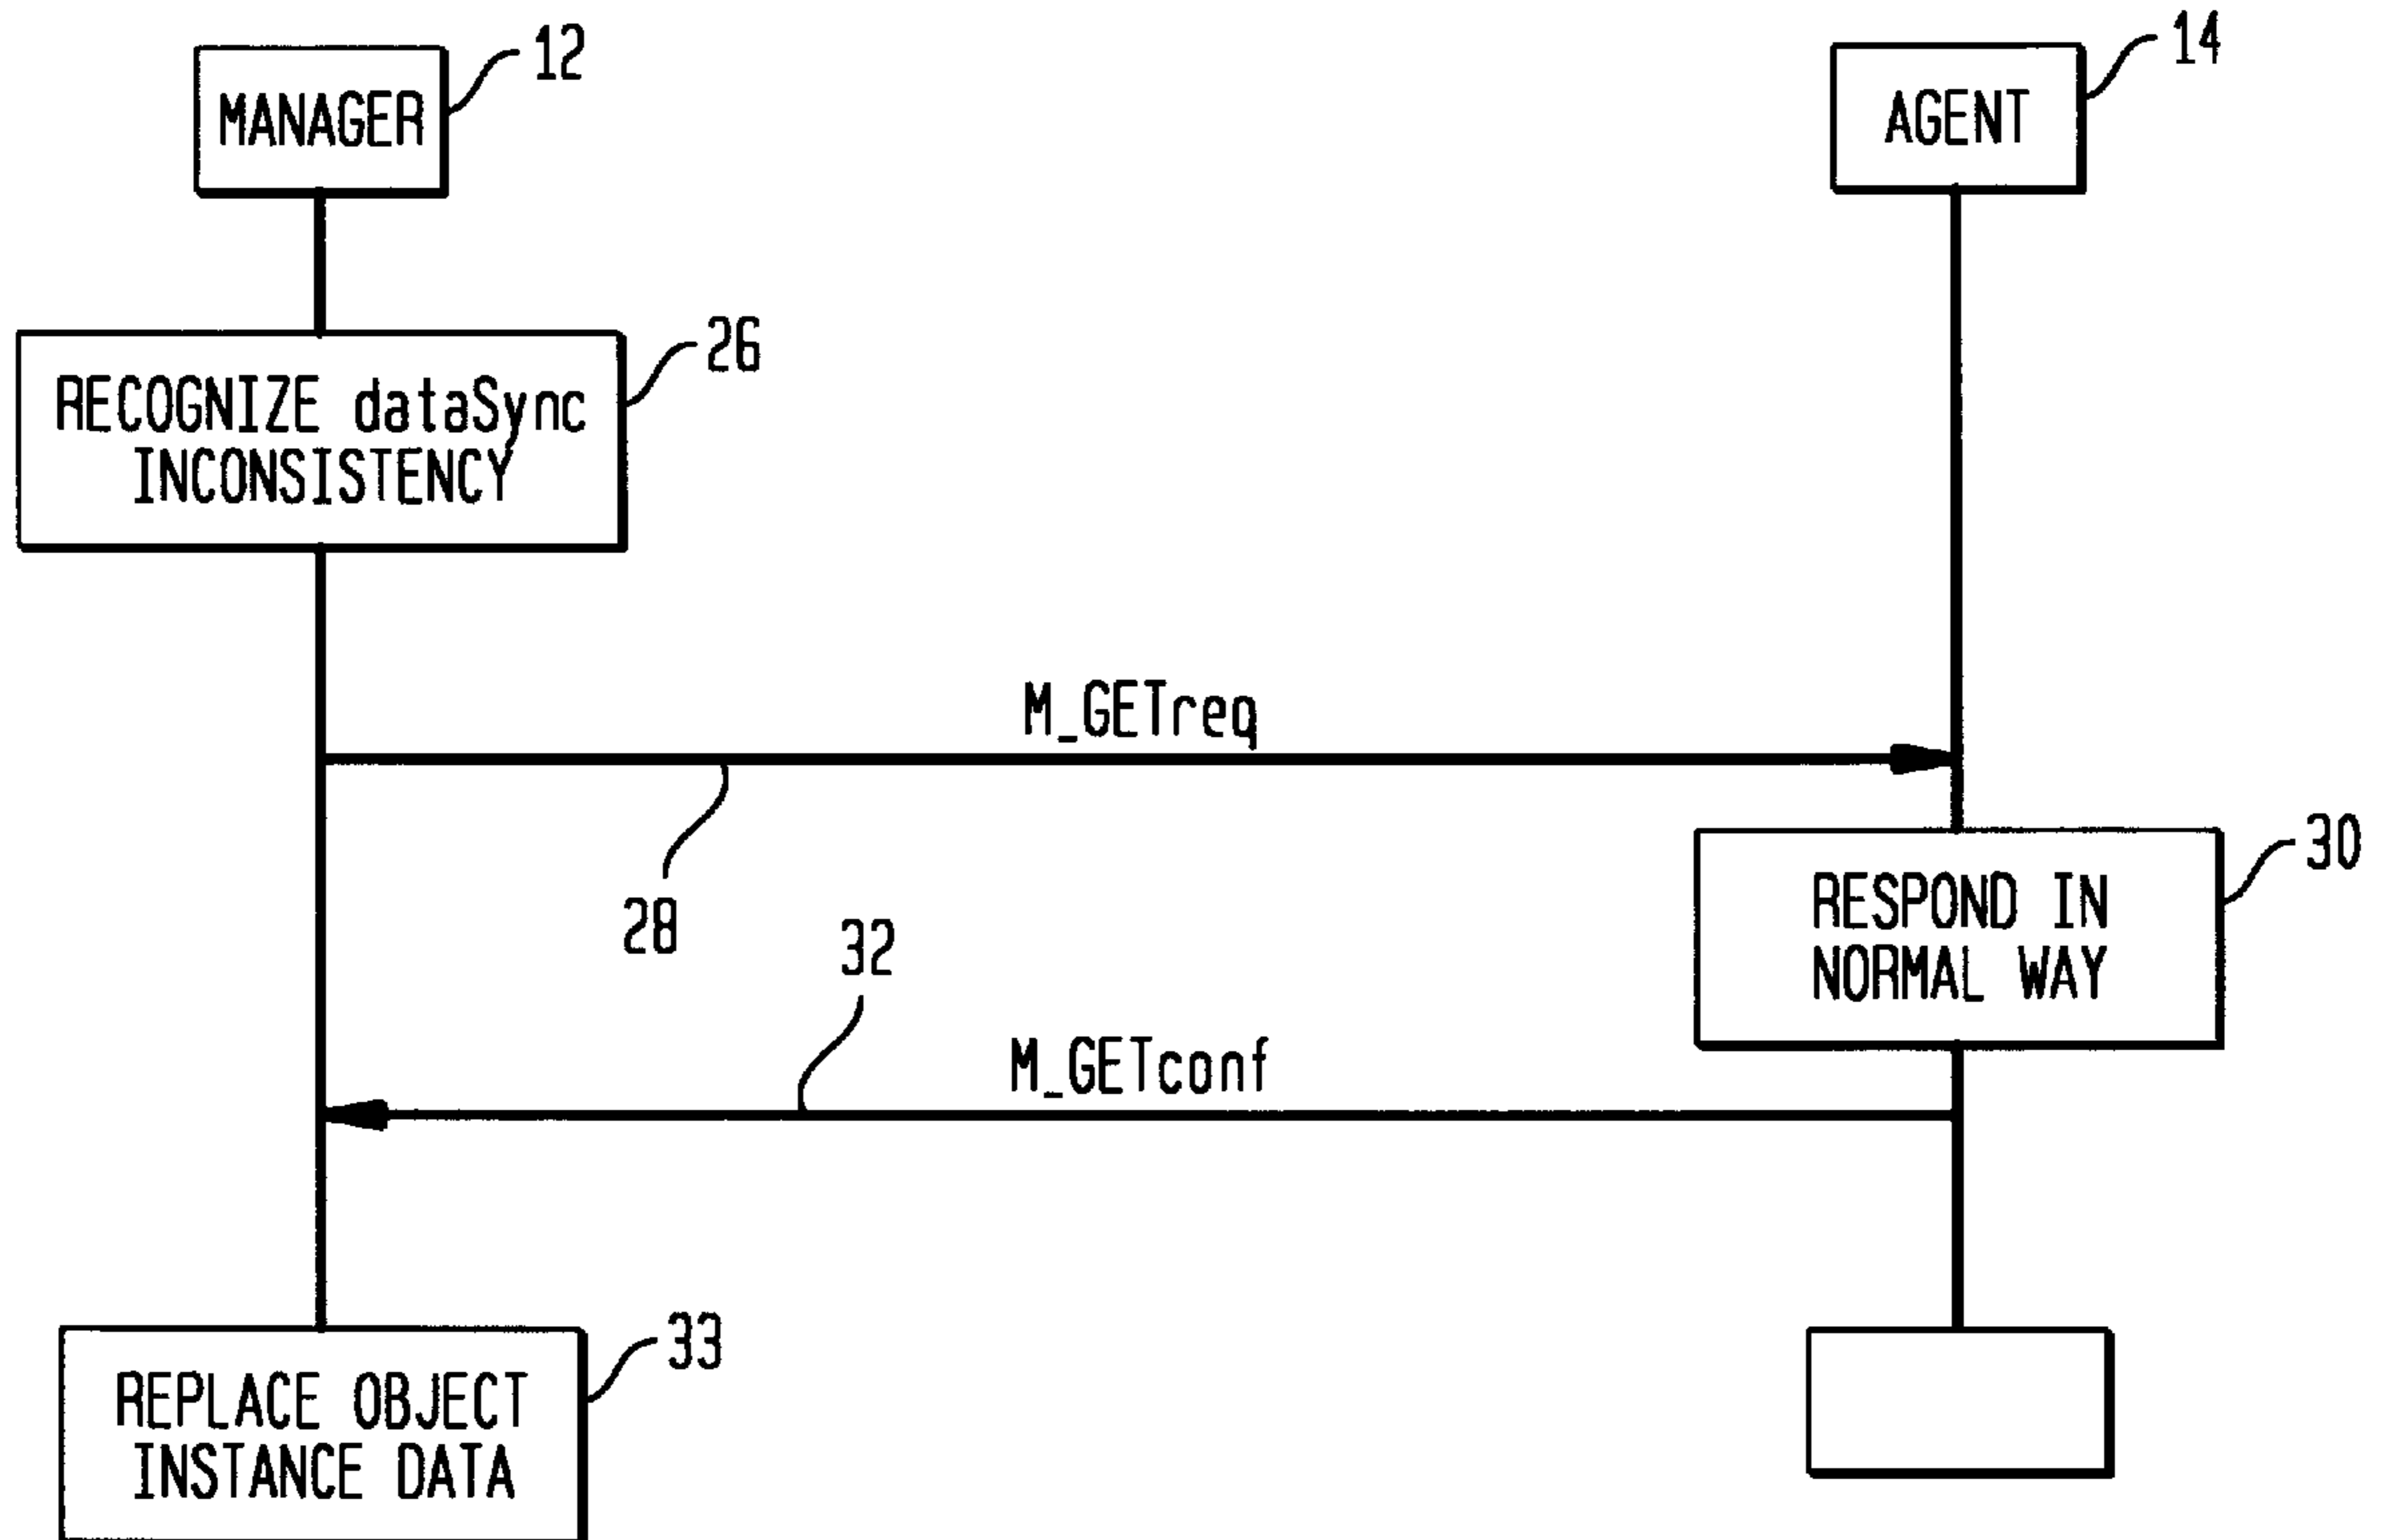 12
MANAGER
14
AGENT
26
RECOGNIZE dataSync
INCONSISTENCY
M_GETreq
28
30
RESPOND IN
NORMAL WAY
32
M_GETconf
33
REPLACE OBJECT
INSTANCE DATA